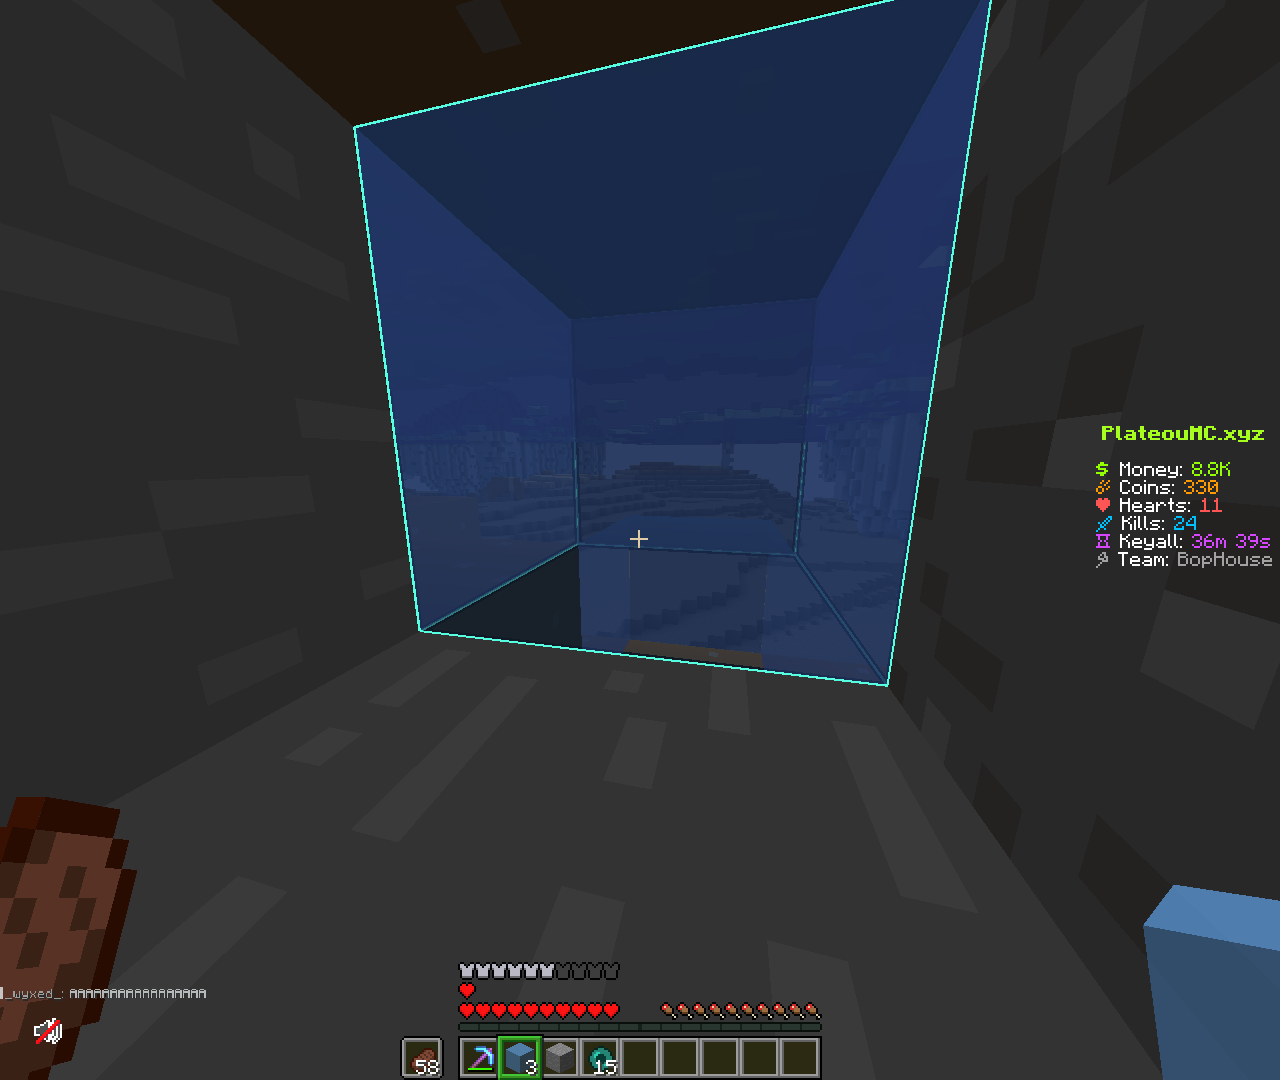 PlateouMC.xyz
$ Money: 8.8K
Coins: 330
Hearts: 11
Kills: 24
Keyall: 36m 39s
Team: BopHouse
_wyxed_: AAAAAAAAAAAAAAAAA
58
3
15